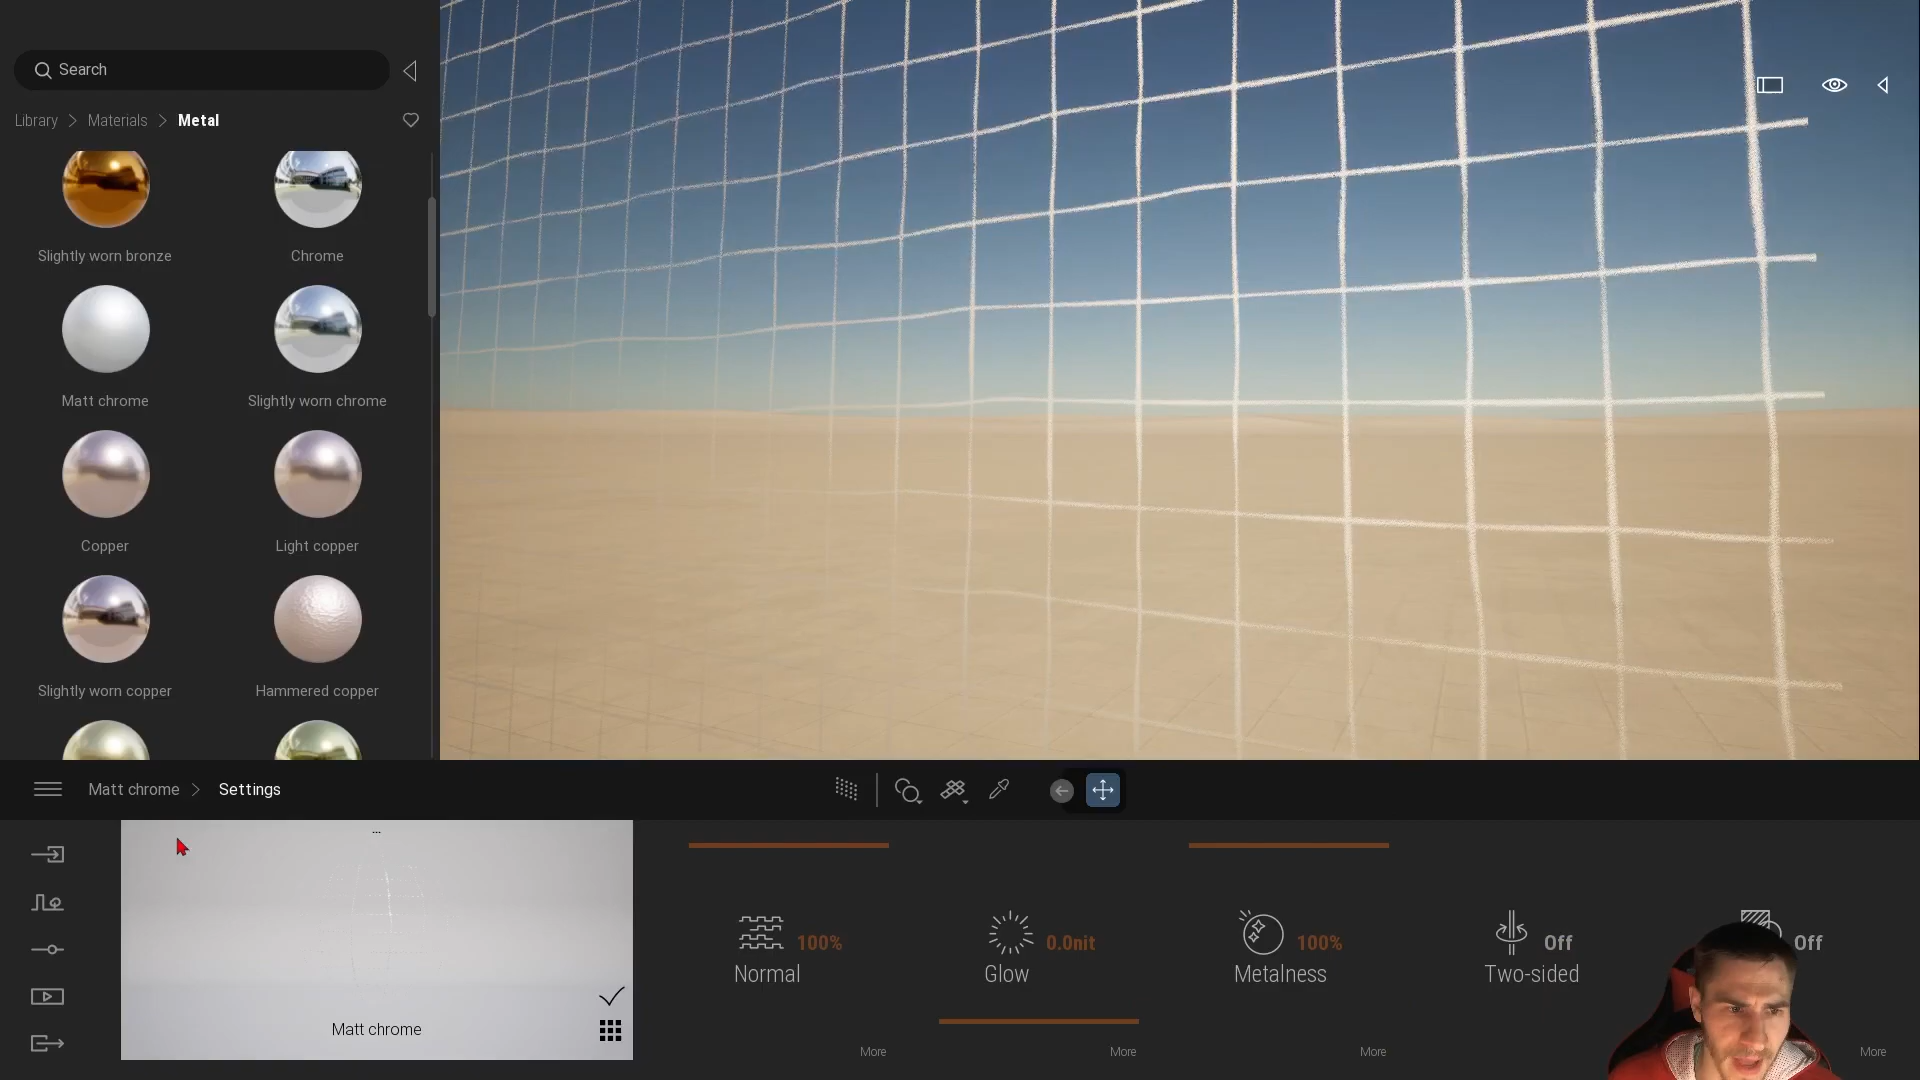 Search
Library > Materials > Metal
Slightly worn bronze
Chrome
Matt chrome
Slightly worn chrome
Copper
Light copper
Slightly worn copper
Hammered copper
Matt chrome > Settings
...
Matt chrome
100%
Normal
0.0nit
Glow
100%
Metalness
Off
Two-sided
Off
More
More
More
More